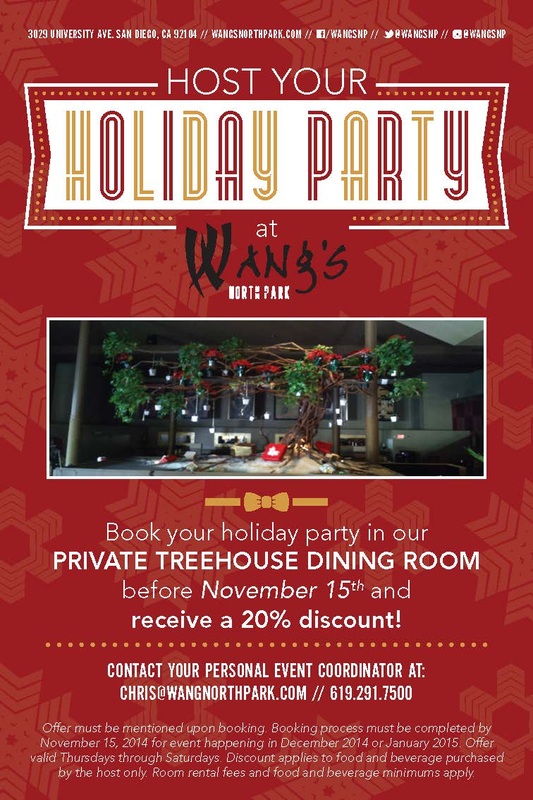 3029 UNIVERSITY AVE. SAN DIEGO, CA 92104 // WANGSNORTHPARK.COM // /WANGSNP // @WANGSNP // @WANGSNP
HOST YOUR
HOLIDAY PARTY
at
WANG'S
NORTH PARK
Book your holiday party in our
PRIVATE TREEHOUSE DINING ROOM
before November 15th and
receive a 20% discount!
CONTACT YOUR PERSONAL EVENT COORDINATOR AT:
CHRIS@WANGNORTHPARK.COM // 619.291.7500
Offer must be mentioned upon booking. Booking process must be completed by
November 15, 2014 for event happening in December 2014 or January 2015. Offer
valid Thursdays through Saturdays. Discount applies to food and beverage purchased
by the host only. Room rental fees and food and beverage minimums apply.